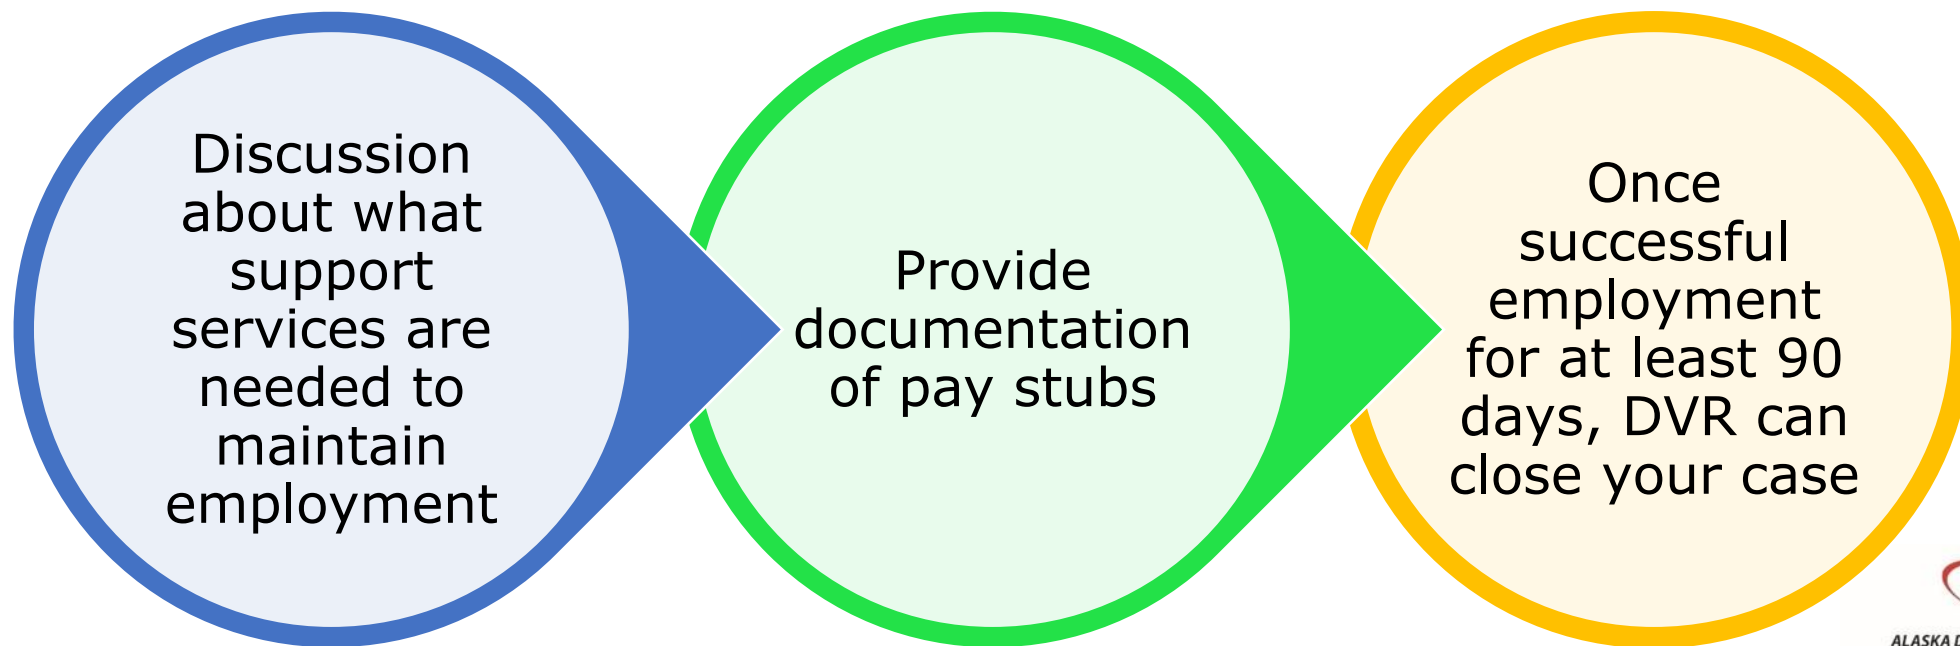 Discussion
about what
support
services are
needed to
maintain
employment
Provide
documentation
of pay stubs
Once
successful
employment
for at least 90
days, DVR can
close your case
ALASKA